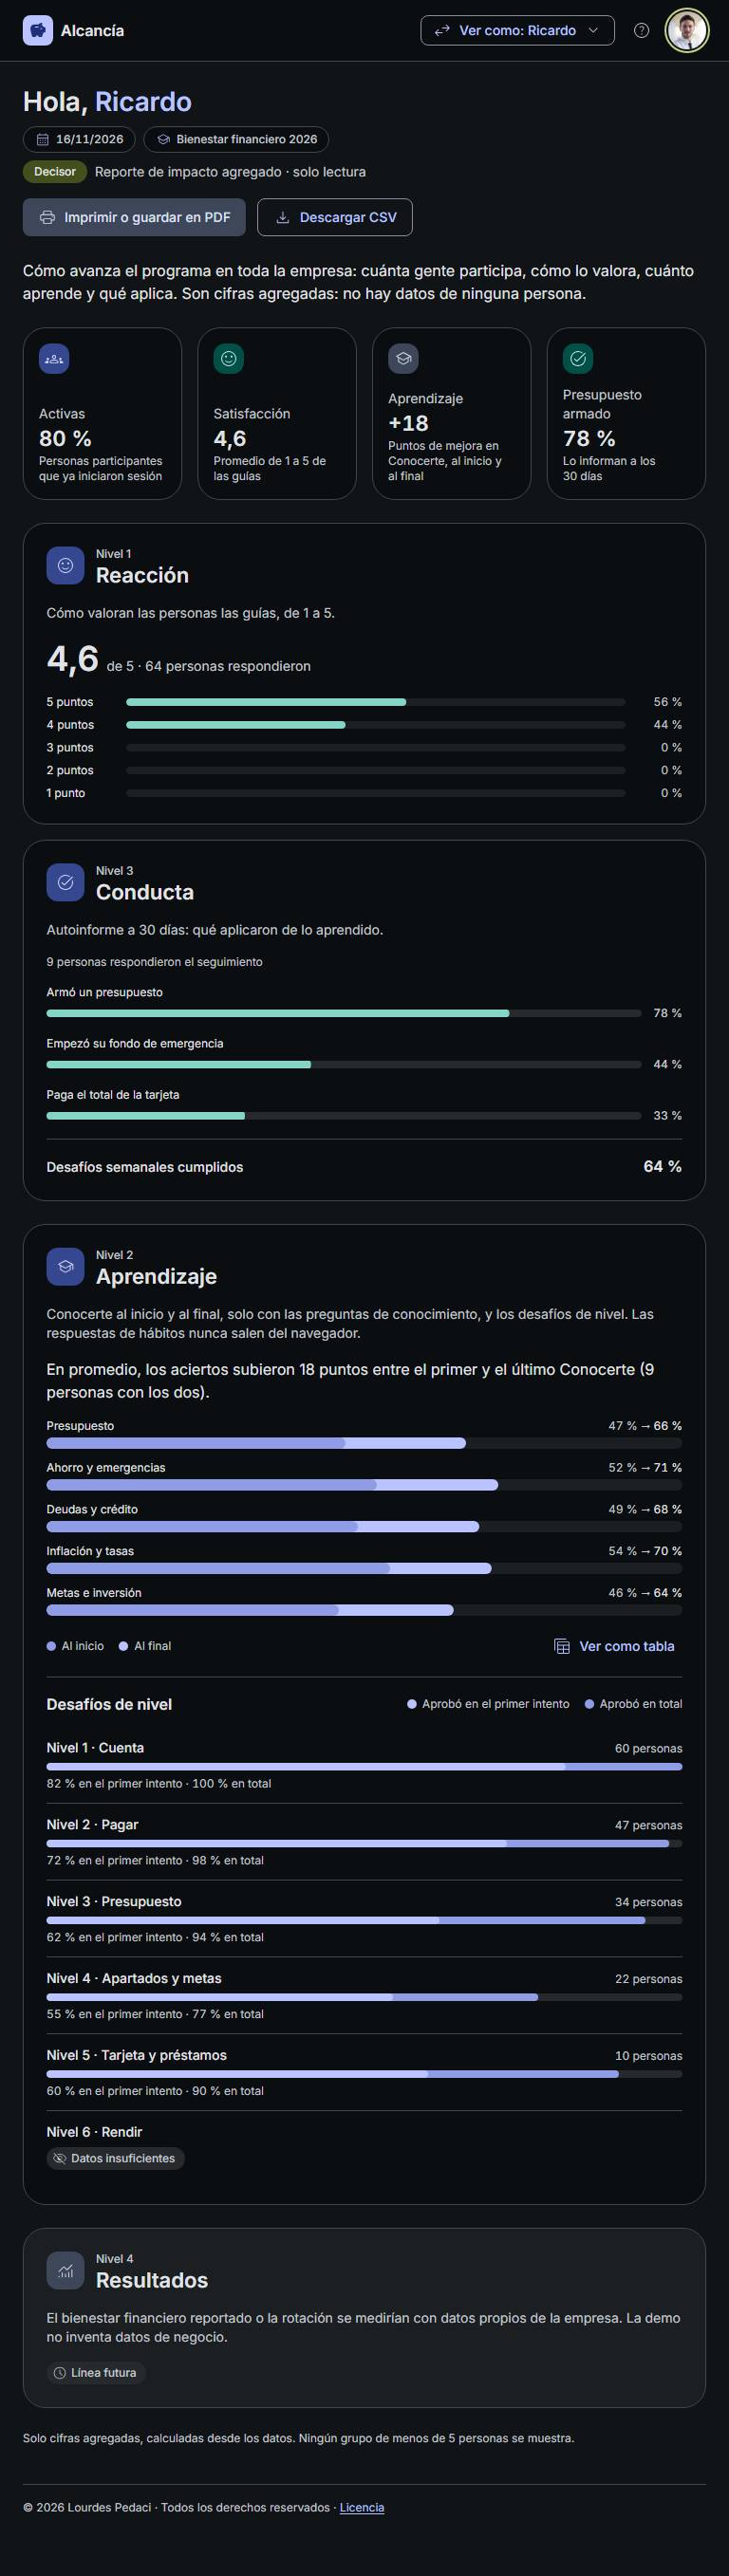 Alcancía
Ver como: Ricardo
Hola, Ricardo
16/11/2026
Bienestar financiero 2026
Decisor
Reporte de impacto agregado · solo lectura
Imprimir o guardar en PDF
Descargar CSV
Cómo avanza el programa en toda la empresa: cuánta gente participa, cómo lo valora, cuánto
aprende y qué aplica. Son cifras agregadas: no hay datos de ninguna persona.
Activas
80 %
Personas participantes
que ya iniciaron sesión
Satisfacción
4,6
Promedio de 1 a 5 de
las guías
Aprendizaje
+18
Puntos de mejora en
Conocerte, al inicio y
al final
Presupuesto
armado
78 %
Lo informan a los
30 días
Nivel 1
Reacción
Cómo valoran las personas las guías, de 1 a 5.
4,6 de 5 · 64 personas respondieron
5 puntos 56 %
4 puntos 44 %
3 puntos 0 %
2 puntos 0 %
1 punto 0 %
Nivel 3
Conducta
Autoinforme a 30 días: qué aplicaron de lo aprendido.
9 personas respondieron el seguimiento
Armó un presupuesto
78 %
Empezó su fondo de emergencia
44 %
Paga el total de la tarjeta
33 %
Desafíos semanales cumplidos 64 %
Nivel 2
Aprendizaje
Conocerte al inicio y al final, solo con las preguntas de conocimiento, y los desafíos de nivel. Las
respuestas de hábitos nunca salen del navegador.
En promedio, los aciertos subieron 18 puntos entre el primer y el último Conocerte (9
personas con los dos).
Presupuesto 47 % → 66 %
Ahorro y emergencias 52 % → 71 %
Deudas y crédito 49 % → 68 %
Inflación y tasas 54 % → 70 %
Metas e inversión 46 % → 64 %
Al inicio Al final
Ver como tabla
Desafíos de nivel
Aprobó en el primer intento Aprobó en total
Nivel 1 · Cuenta 60 personas
82 % en el primer intento · 100 % en total
Nivel 2 · Pagar 47 personas
72 % en el primer intento · 98 % en total
Nivel 3 · Presupuesto 34 personas
62 % en el primer intento · 94 % en total
Nivel 4 · Apartados y metas 22 personas
55 % en el primer intento · 77 % en total
Nivel 5 · Tarjeta y préstamos 10 personas
60 % en el primer intento · 90 % en total
Nivel 6 · Rendir
Datos insuficientes
Nivel 4
Resultados
El bienestar financiero reportado o la rotación se medirían con datos propios de la empresa. La demo
no inventa datos de negocio.
Línea futura
Solo cifras agregadas, calculadas desde los datos. Ningún grupo de menos de 5 personas se muestra.
© 2026 Lourdes Pedaci · Todos los derechos reservados · Licencia